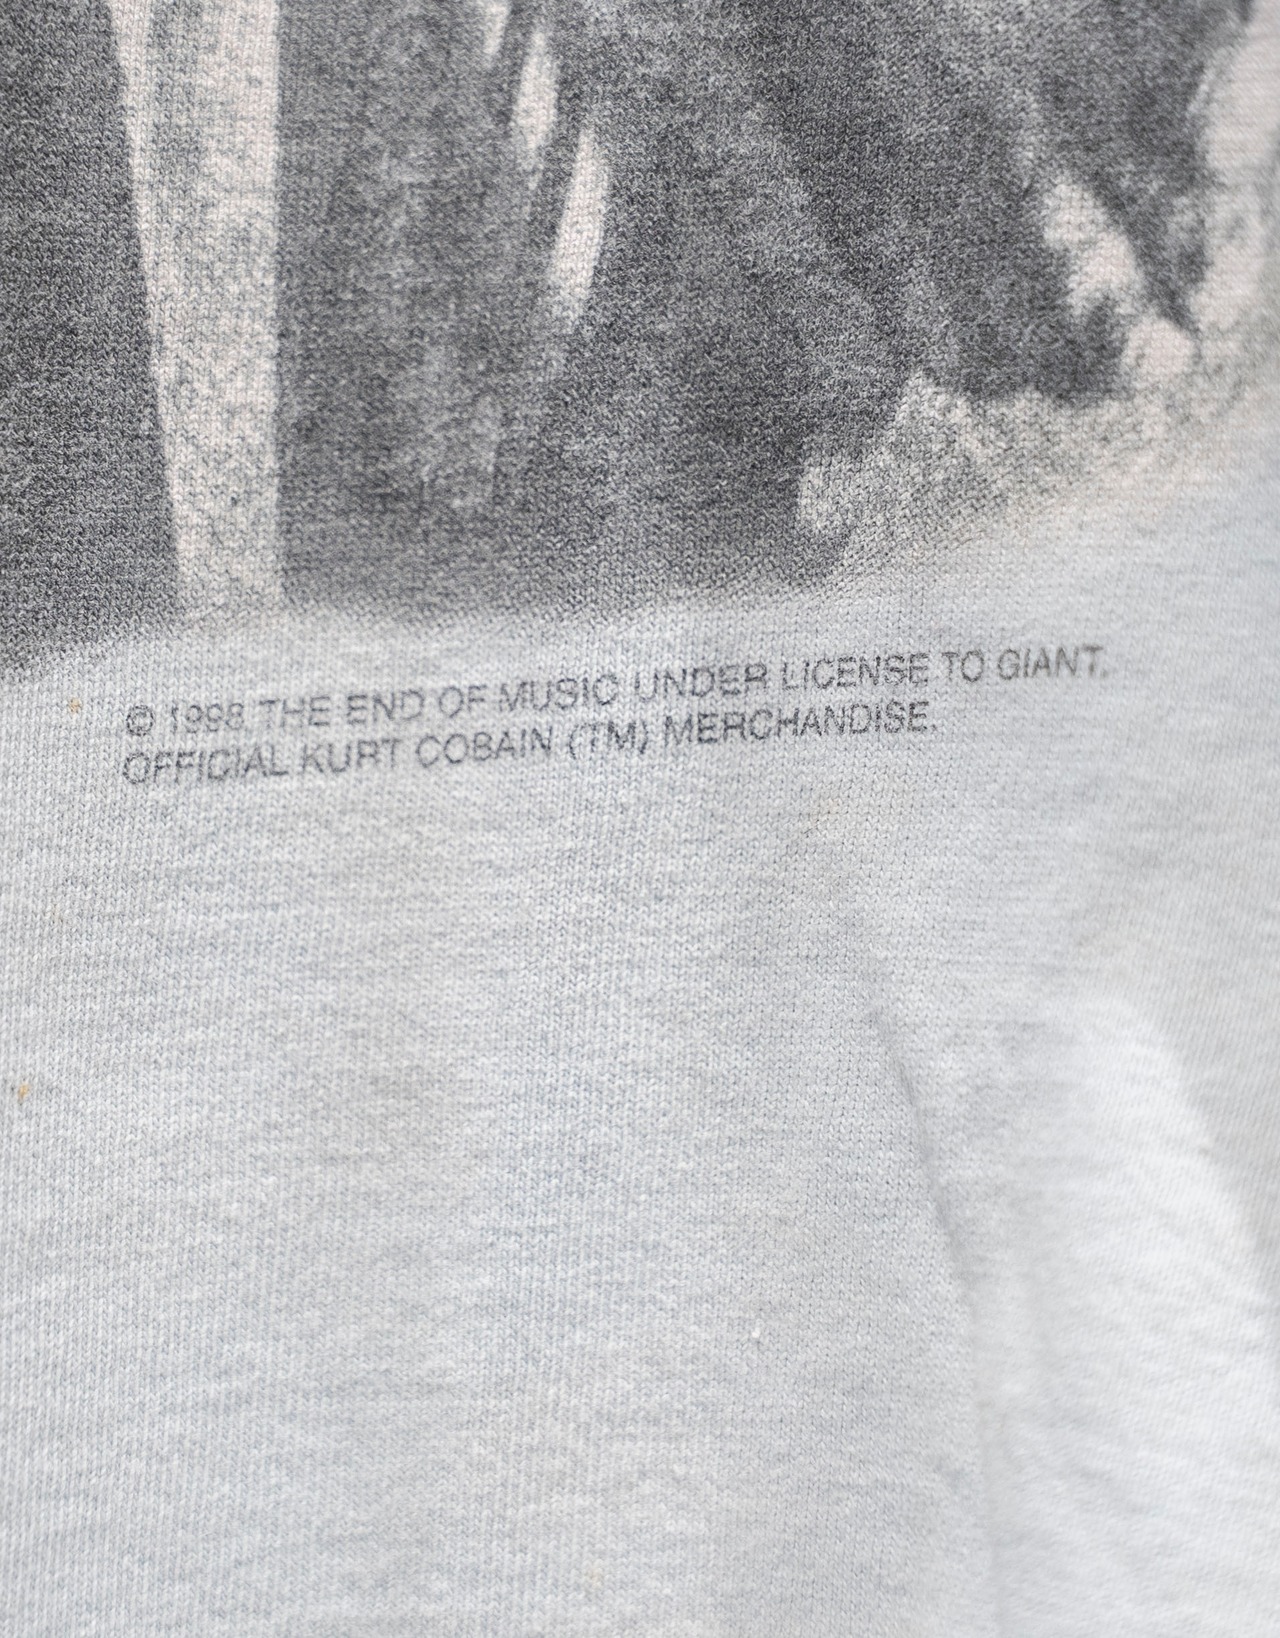 © 1998 THE END OF MUSIC UNDER LICENSE TO GIANT.
OFFICIAL KURT COBAIN (TM) MERCHANDISE.